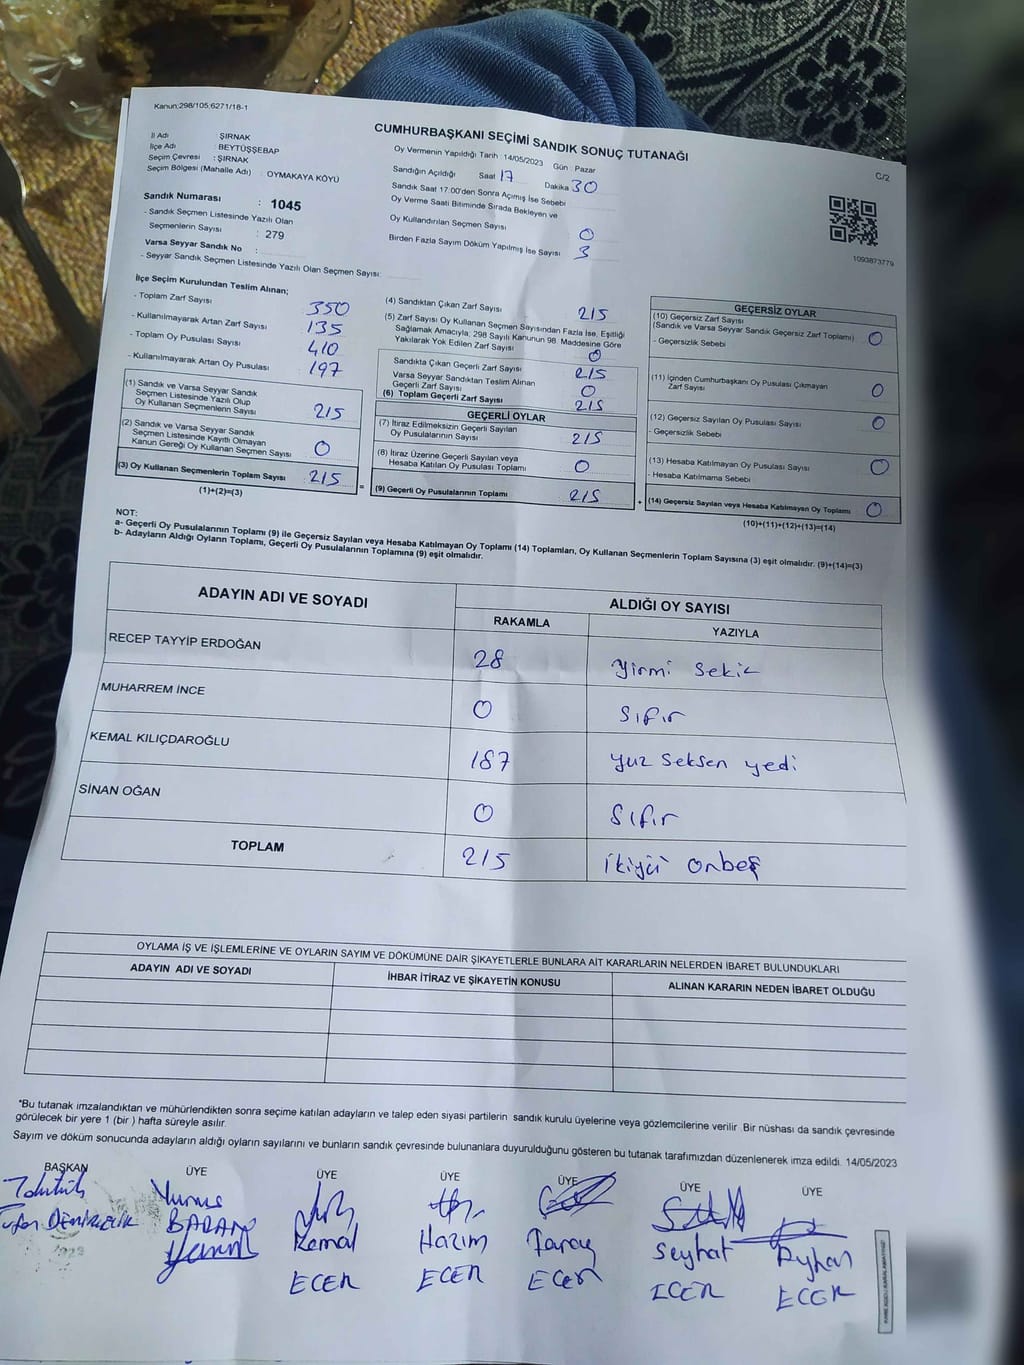 Kanun;298/105;6271/18-1
CUMHURBAŞKANI SEÇİMİ SANDIK SONUÇ TUTANAĞI
C/2
İl Adı ŞIRNAK
İlçe Adı : BEYTÜŞŞEBAP
Seçim Çevresi : ŞIRNAK
Seçim Bölgesi (Mahalle Adı) : OYMAKAYA KÖYÜ
Sandık Numarası : 1045
- Sandık Seçmen Listesinde Yazılı Olan
Seçmenlerin Sayısı : 279
Varsa Seyyar Sandık No :
- Seyyar Sandık Seçmen Listesinde Yazılı Olan Seçmen Sayısı:
Oy Vermenin Yapıldığı Tarih : 14/05/2023 Gün : Pazar
Sandığın Açıldığı Saat 17 Dakika 30
Sandık Saat 17:00'den Sonra Açımış İse Sebebi
Oy Verme Saati Bitiminde Sırada Bekleyen ve
Oy Kullandırılan Seçmen Sayısı 0
Birden Fazla Sayım Döküm Yapılmış İse Sayısı 3
1093873779
İlçe Seçim Kurulundan Teslim Alınan;
- Toplam Zarf Sayısı 350
- Kullanılmayarak Artan Zarf Sayısı 135
- Toplam Oy Pusulası Sayısı 410
- Kullanılmayarak Artan Oy Pusulası 197
(1) Sandık ve Varsa Seyyar Sandık
Seçmen Listesinde Yazılı Olup
Oy Kullanan Seçmenlerin Sayısı 215
(2) Sandık ve Varsa Seyyar Sandık
Seçmen Listesinde Kayıtlı Olmayan
Kanun Gereği Oy Kullanan Seçmen Sayısı 0
(3) Oy Kullanan Seçmenlerin Toplam Sayısı 215
(1)+(2)=(3)
(4) Sandıktan Çıkan Zarf Sayısı 215
(5) Zarf Sayısı Oy Kullanan Seçmen Sayısından Fazla İse, Eşitliği
Sağlamak Amacıyla, 298 Sayılı Kanunun 98. Maddesine Göre
Yakılarak Yok Edilen Zarf Sayısı 0
Sandıkta Çıkan Geçerli Zarf Sayısı 215
Varsa Seyyar Sandıktan Teslim Alınan
Geçerli Zarf Sayısı 0
(6) Toplam Geçerli Zarf Sayısı 215
GEÇERLİ OYLAR
(7) İtiraz Edilmeksizin Geçerli Sayılan
Oy Pusulalarının Sayısı 215
(8) İtiraz Üzerine Geçerli Sayılan veya
Hesaba Katılan Oy Pusulası Toplamı 0
(9) Geçerli Oy Pusulalarının Toplamı 215
=
+
GEÇERSİZ OYLAR
(10) Geçersiz Zarf Sayısı
(Sandık ve Varsa Seyyar Sandık Geçersiz Zarf Toplamı) 0
- Geçersizlik Sebebi
(11) İçinden Cumhurbaşkanı Oy Pusulası Çıkmayan
Zarf Sayısı 0
(12) Geçersiz Sayılan Oy Pusulası Sayısı 0
- Geçersizlik Sebebi
(13) Hesaba Katılmayan Oy Pusulası Sayısı 0
- Hesaba Katılmama Sebebi
(14) Geçersiz Sayılan veya Hesaba Katılmayan Oy Toplamı 0
(10)+(11)+(12)+(13)=(14)
NOT:
a- Geçerli Oy Pusulalarının Toplamı (9) ile Geçersiz Sayılan veya Hesaba Katılmayan Oy Toplamı (14) Toplamları, Oy Kullanan Seçmenlerin Toplam Sayısına (3) eşit olmalıdır. (9)+(14)=(3)
b- Adayların Aldığı Oyların Toplamı, Geçerli Oy Pusulalarının Toplamına (9) eşit olmalıdır.
ADAYIN ADI VE SOYADI ALDIĞI OY SAYISI
RAKAMLA YAZIYLA
RECEP TAYYİP ERDOĞAN 28 Yirmi Sekiz
MUHARREM İNCE 0 Sıfır
KEMAL KILIÇDAROĞLU 187 Yuz Seksen yedi
SİNAN OĞAN 0 Sıfır
TOPLAM 215 İkiyü onbeş
OYLAMA İŞ VE İŞLEMLERİNE VE OYLARIN SAYIM VE DÖKÜMÜNE DAİR ŞİKAYETLERLE BUNLARA AİT KARARLARIN NELERDEN İBARET BULUNDUKLARI
ADAYIN ADI VE SOYADI İHBAR İTİRAZ VE ŞİKAYETİN KONUSU ALINAN KARARIN NEDEN İBARET OLDUĞU
*Bu tutanak imzalandıktan ve mühürlendikten sonra seçime katılan adayların ve talep eden siyasi partilerin sandık kurulu üyelerine veya gözlemcilerine verilir. Bir nüshası da sandık çevresinde
görülecek bir yere 1 (bir ) hafta süreyle asılır.
Sayım ve döküm sonucunda adayların aldığı oyların sayılarını ve bunların sandık çevresinde bulunanlara duyurulduğunu gösteren bu tutanak tarafımızdan düzenlenerek imza edildi. 14/05/2023
BAŞKAN ÜYE ÜYE ÜYE ÜYE ÜYE ÜYE
Yunus Kemal Hazım Seyhat Reyhan
BARAN ECER ECER ECER ECER ECER